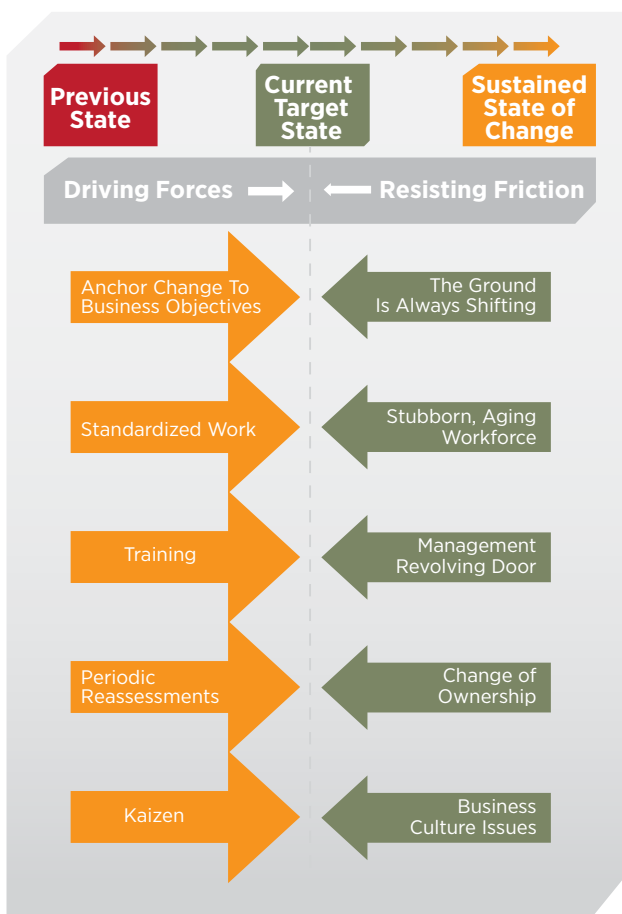 Previous
State
Current
Target
State
Sustained
State of
Change
Driving Forces
Resisting Friction
Anchor Change To
Business Objectives
The Ground
Is Always Shifting
Standardized Work
Stubborn, Aging
Workforce
Training
Management
Revolving Door
Periodic
Reassessments
Change of
Ownership
Kaizen
Business
Culture Issues